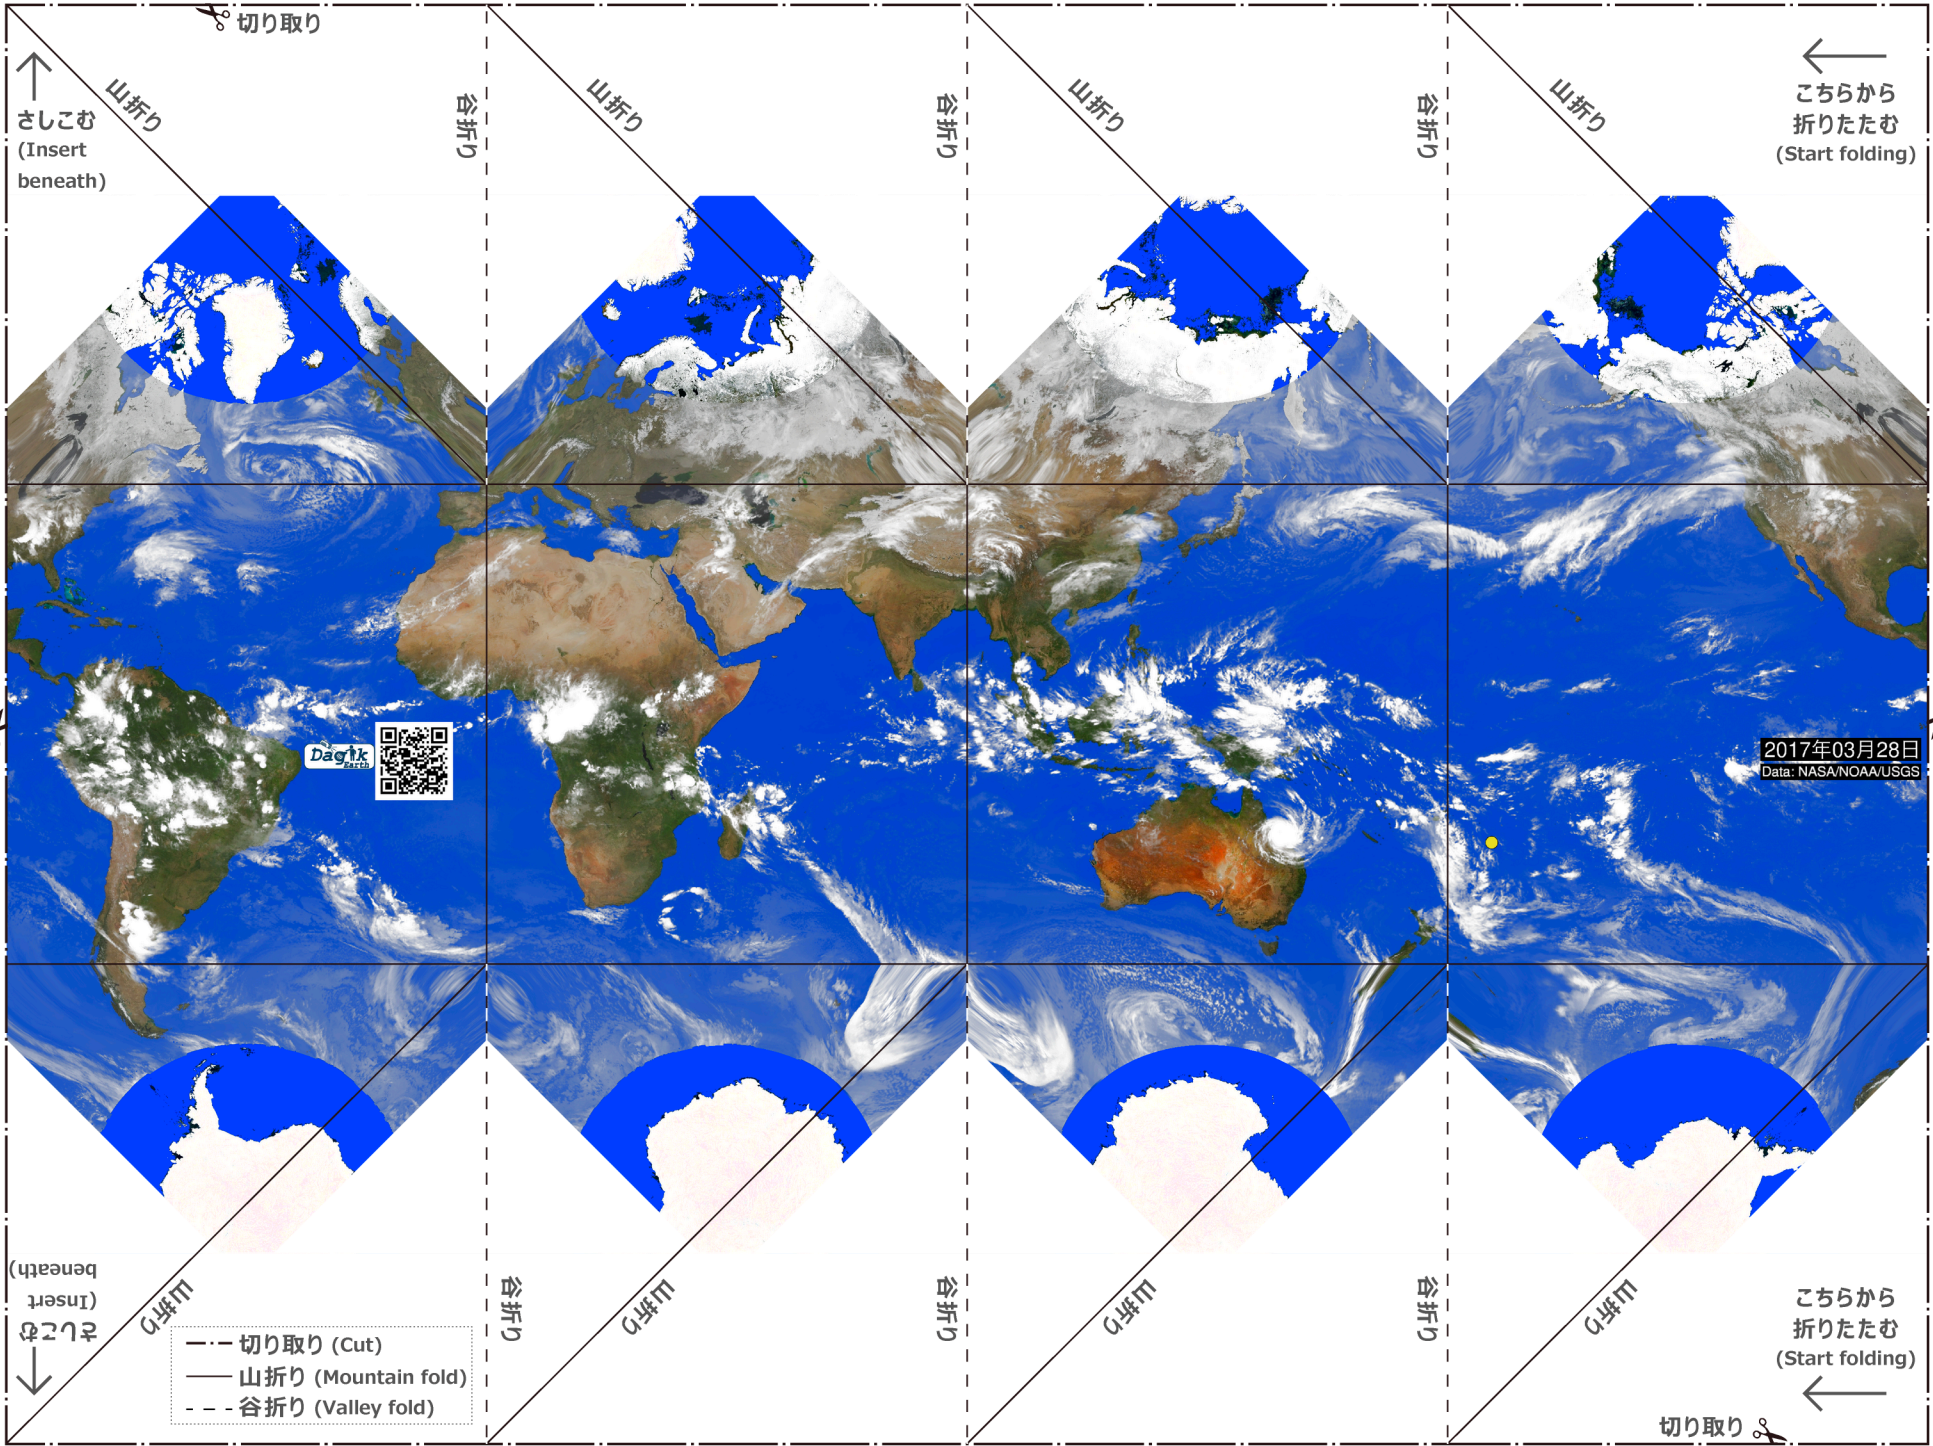 切り取り
山折り
谷折り
山折り
谷折り
山折り
谷折り
山折り
さしこむ
(Insert
beneath)
こちらから
折りたたむ
(Start folding)
Dagik
Earth
2017年03月28日
Data: NASA/NOAA/USGS
さしこむ
(Insert
beneath)
山折り
谷折り
山折り
谷折り
山折り
谷折り
山折り
こちらから
折りたたむ
(Start folding)
切り取り (Cut)
山折り (Mountain fold)
谷折り (Valley fold)
切り取り